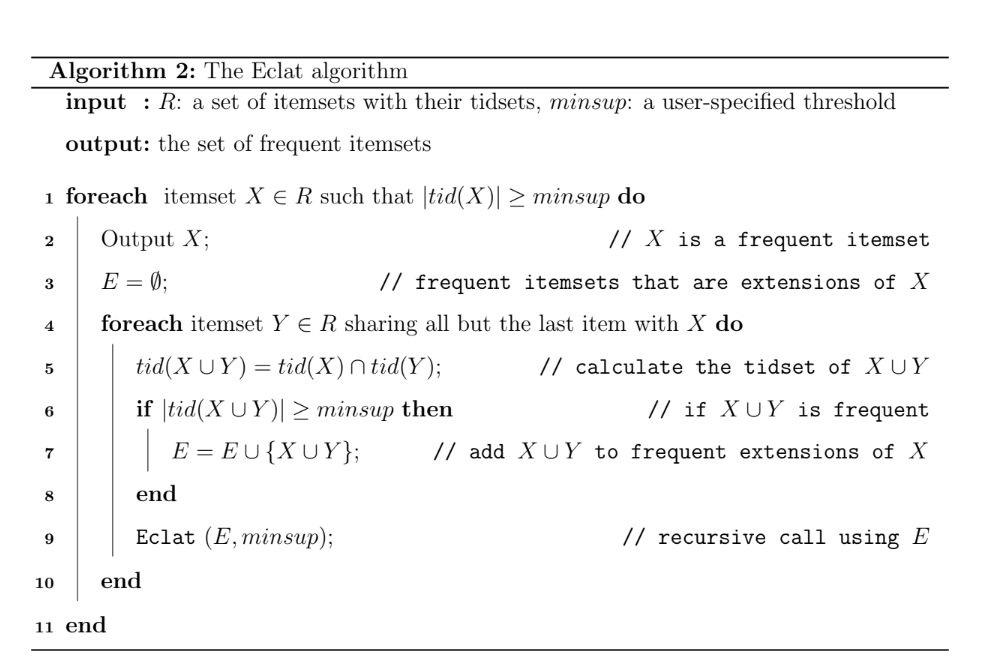 Algorithm 2: The Eclat algorithm
input : R: a set of itemsets with their tidsets, minsup: a user-specified threshold
output: the set of frequent itemsets
1 foreach itemset X ∈ R such that |tid(X)| ≥ minsup do
2 Output X; // X is a frequent itemset
3 E = ∅; // frequent itemsets that are extensions of X
4 foreach itemset Y ∈ R sharing all but the last item with X do
5 tid(X ∪ Y) = tid(X) ∩ tid(Y); // calculate the tidset of X ∪ Y
6 if |tid(X ∪ Y)| ≥ minsup then // if X ∪ Y is frequent
7 E = E ∪ {X ∪ Y}; // add X ∪ Y to frequent extensions of X
8 end
9 Eclat (E, minsup); // recursive call using E
10 end
11 end